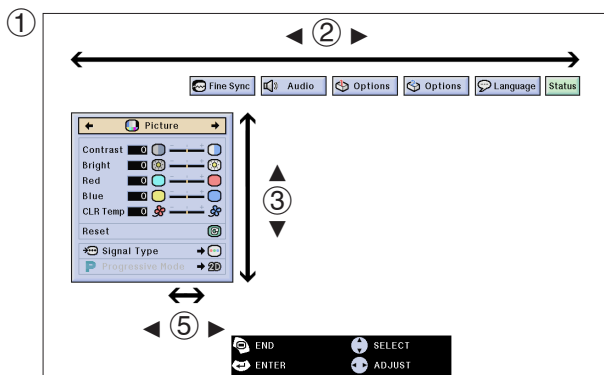 ①
◄ ② ►
Fine Sync Audio Options Options Language Status
Picture
Contrast 0
Bright 0
Red 0
Blue 0
CLR Temp 0
Reset
Signal Type
P Progressive Mode 2D
▲
③
▼
◄ ⑤ ►
END SELECT
ENTER ADJUST